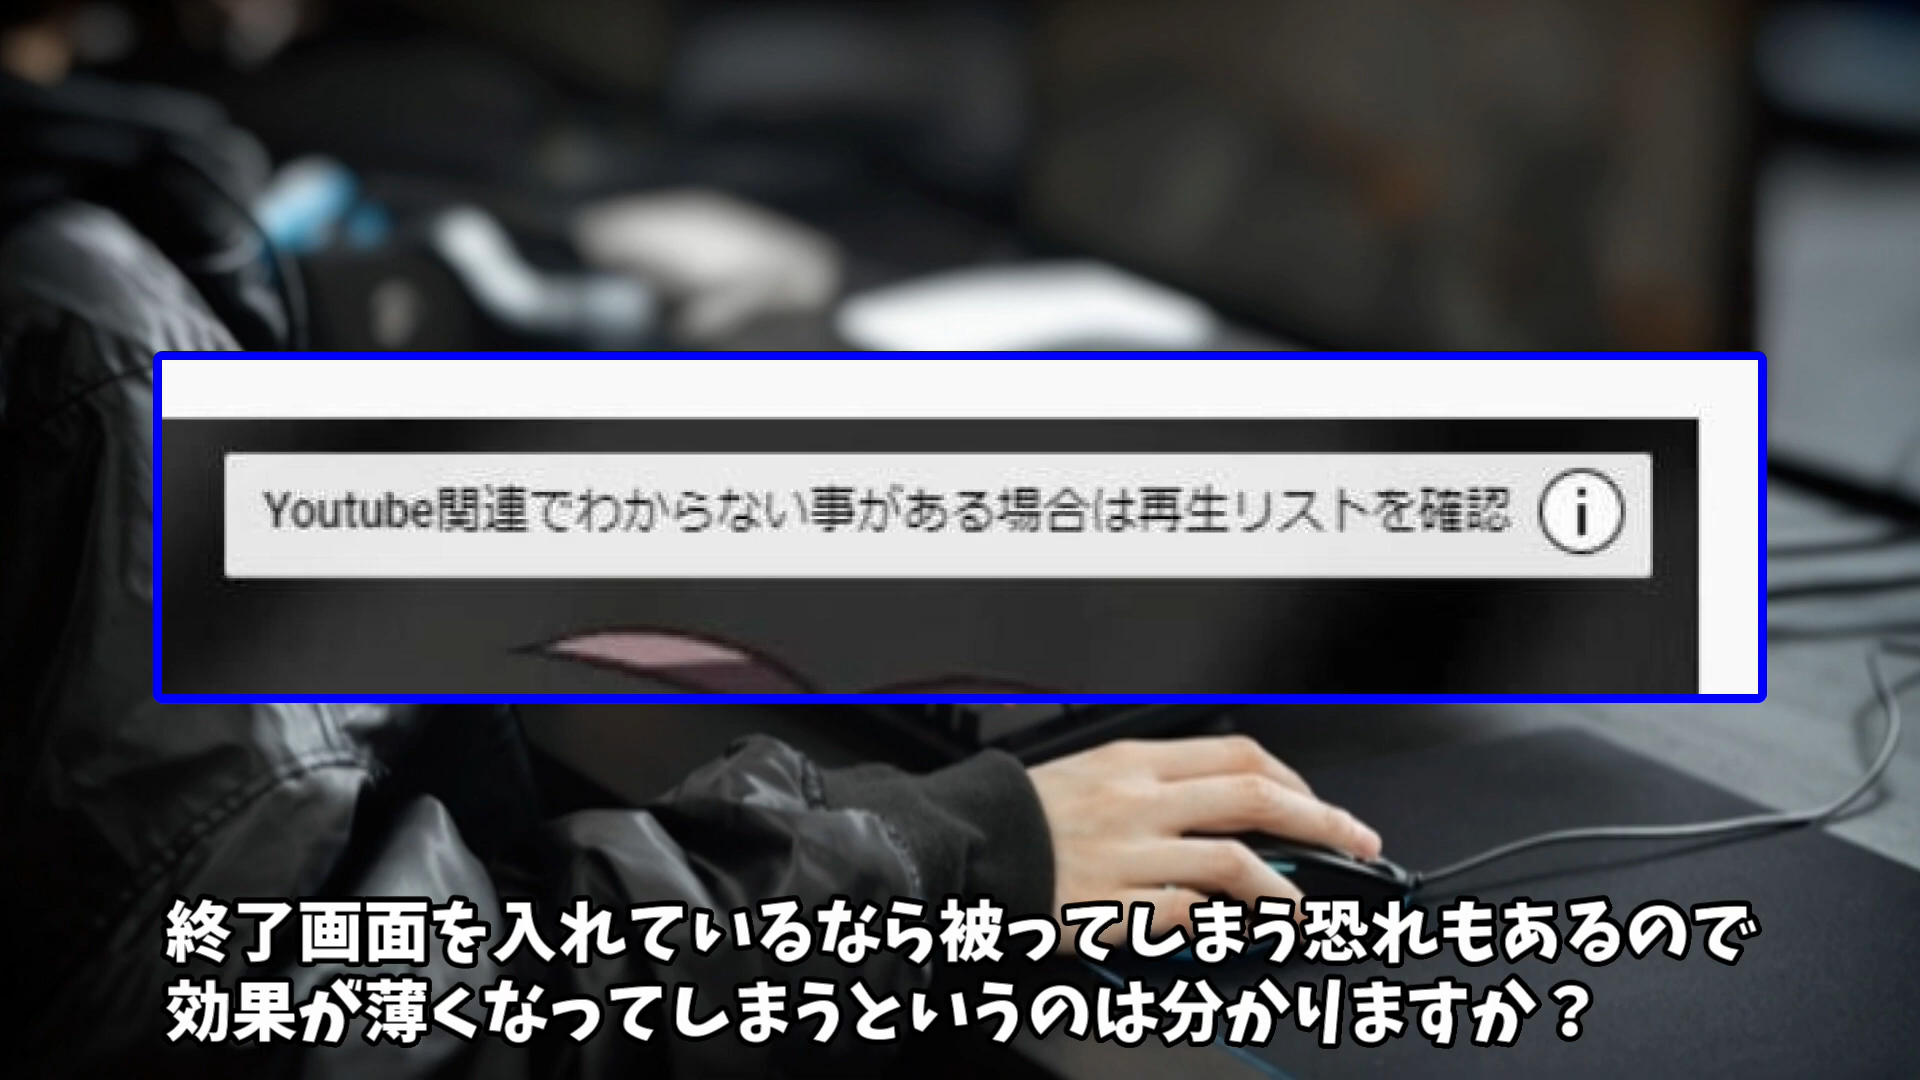 Youtube関連でわからない事がある場合は再生リストを確認 i
終了画面を入れているなら被ってしまう恐れもあるので
効果が薄くなってしまうというのは分かりますか？